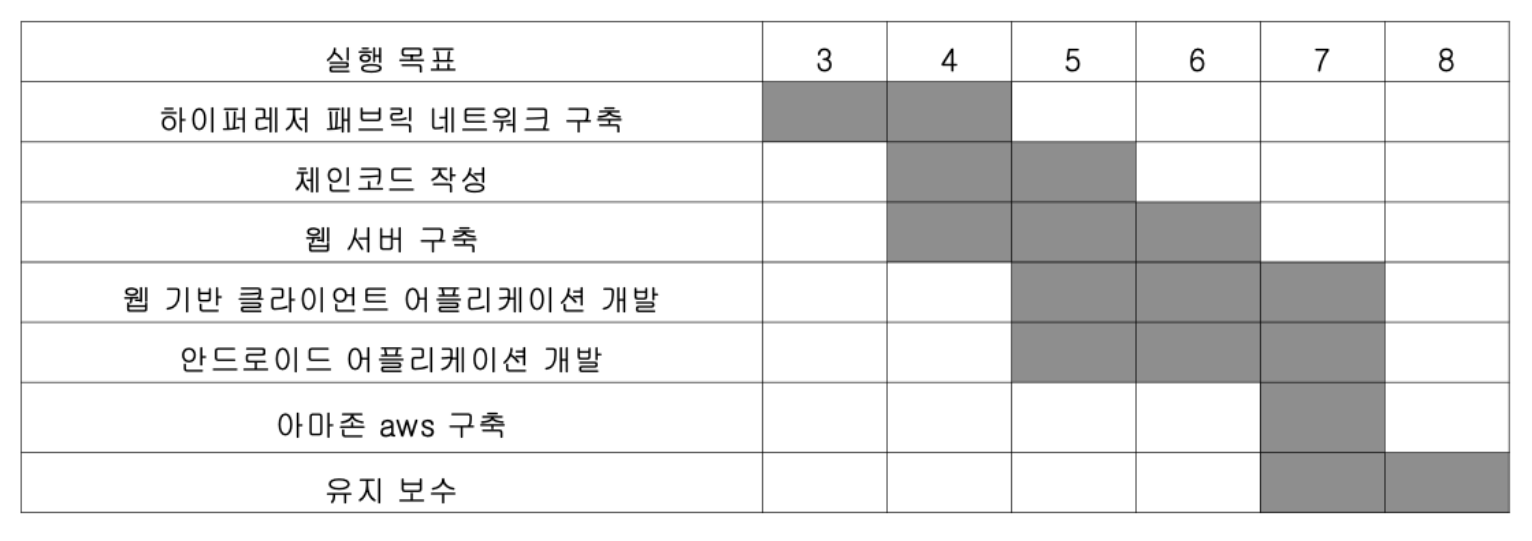 실행 목표 3 4 5 6 7 8
하이퍼레저 패브릭 네트워크 구축
체인코드 작성
웹 서버 구축
웹 기반 클라이언트 어플리케이션 개발
안드로이드 어플리케이션 개발
아마존 aws 구축
유지 보수